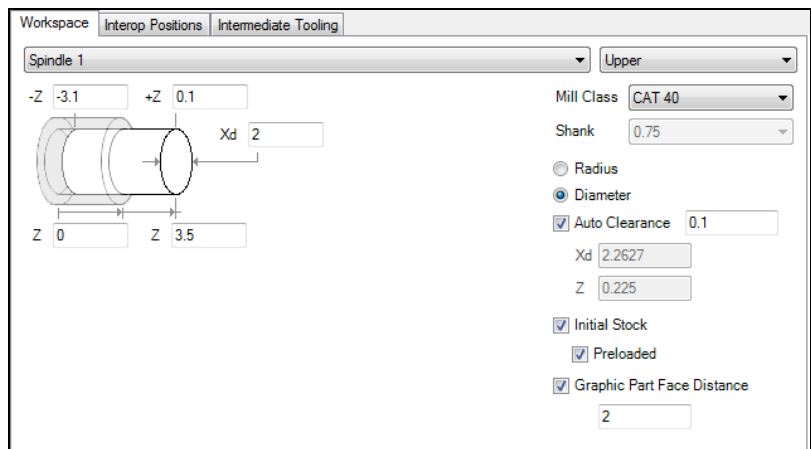 Workspace Interop Positions Intermediate Tooling
Spindle 1 Upper
-Z -3.1 +Z 0.1 Mill Class CAT 40
Xd 2 Shank 0.75
Radius
Diameter
Z 0 Z 3.5 Auto Clearance 0.1
Xd 2.2627
Z 0.225
Initial Stock
Preloaded
Graphic Part Face Distance
2